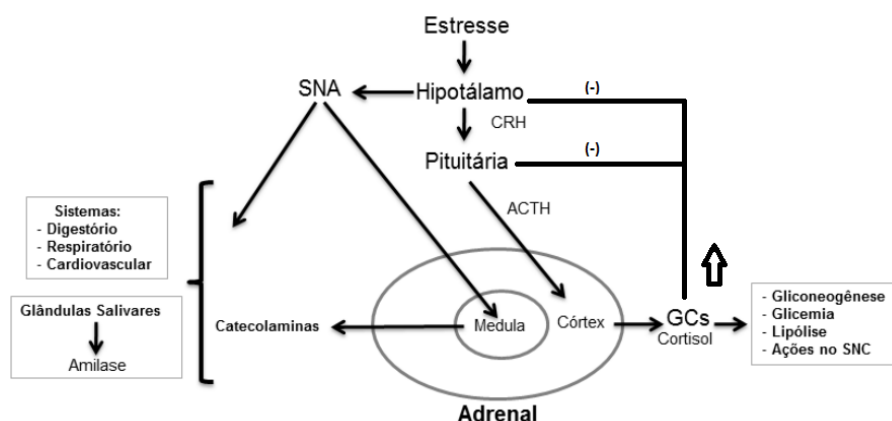 Estresse
SNA
Hipotálamo
(-)
CRH
Pituitária
(-)
ACTH
Sistemas:
- Digestório
- Respiratório
- Cardiovascular
Glândulas Salivares
Amilase
Catecolaminas
Medula
Córtex
GCs
Cortisol
- Gliconeogênese
- Glicemia
- Lipólise
- Ações no SNC
Adrenal